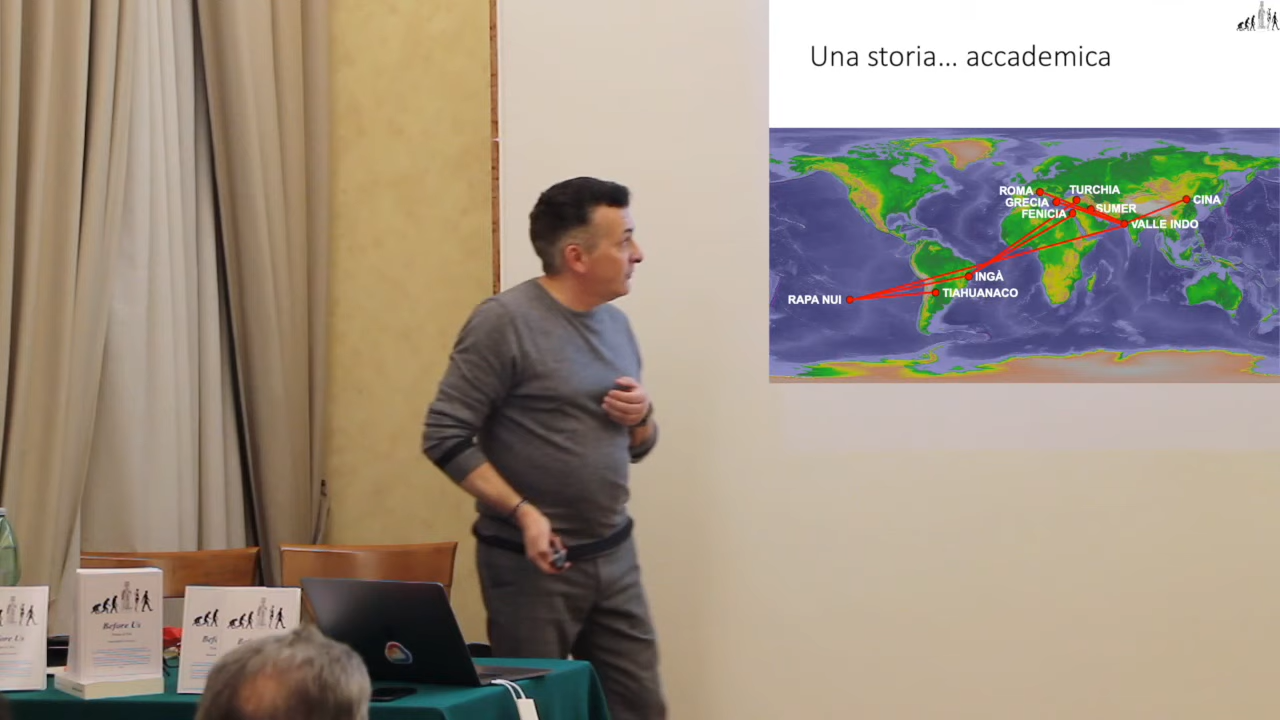 Una storia... accademica
ROMA
TURCHIA
GRECIA
SUMER
CINA
FENICIA
VALLE INDO
INGÀ
TIAHUANACO
RAPA NUI
Before Us